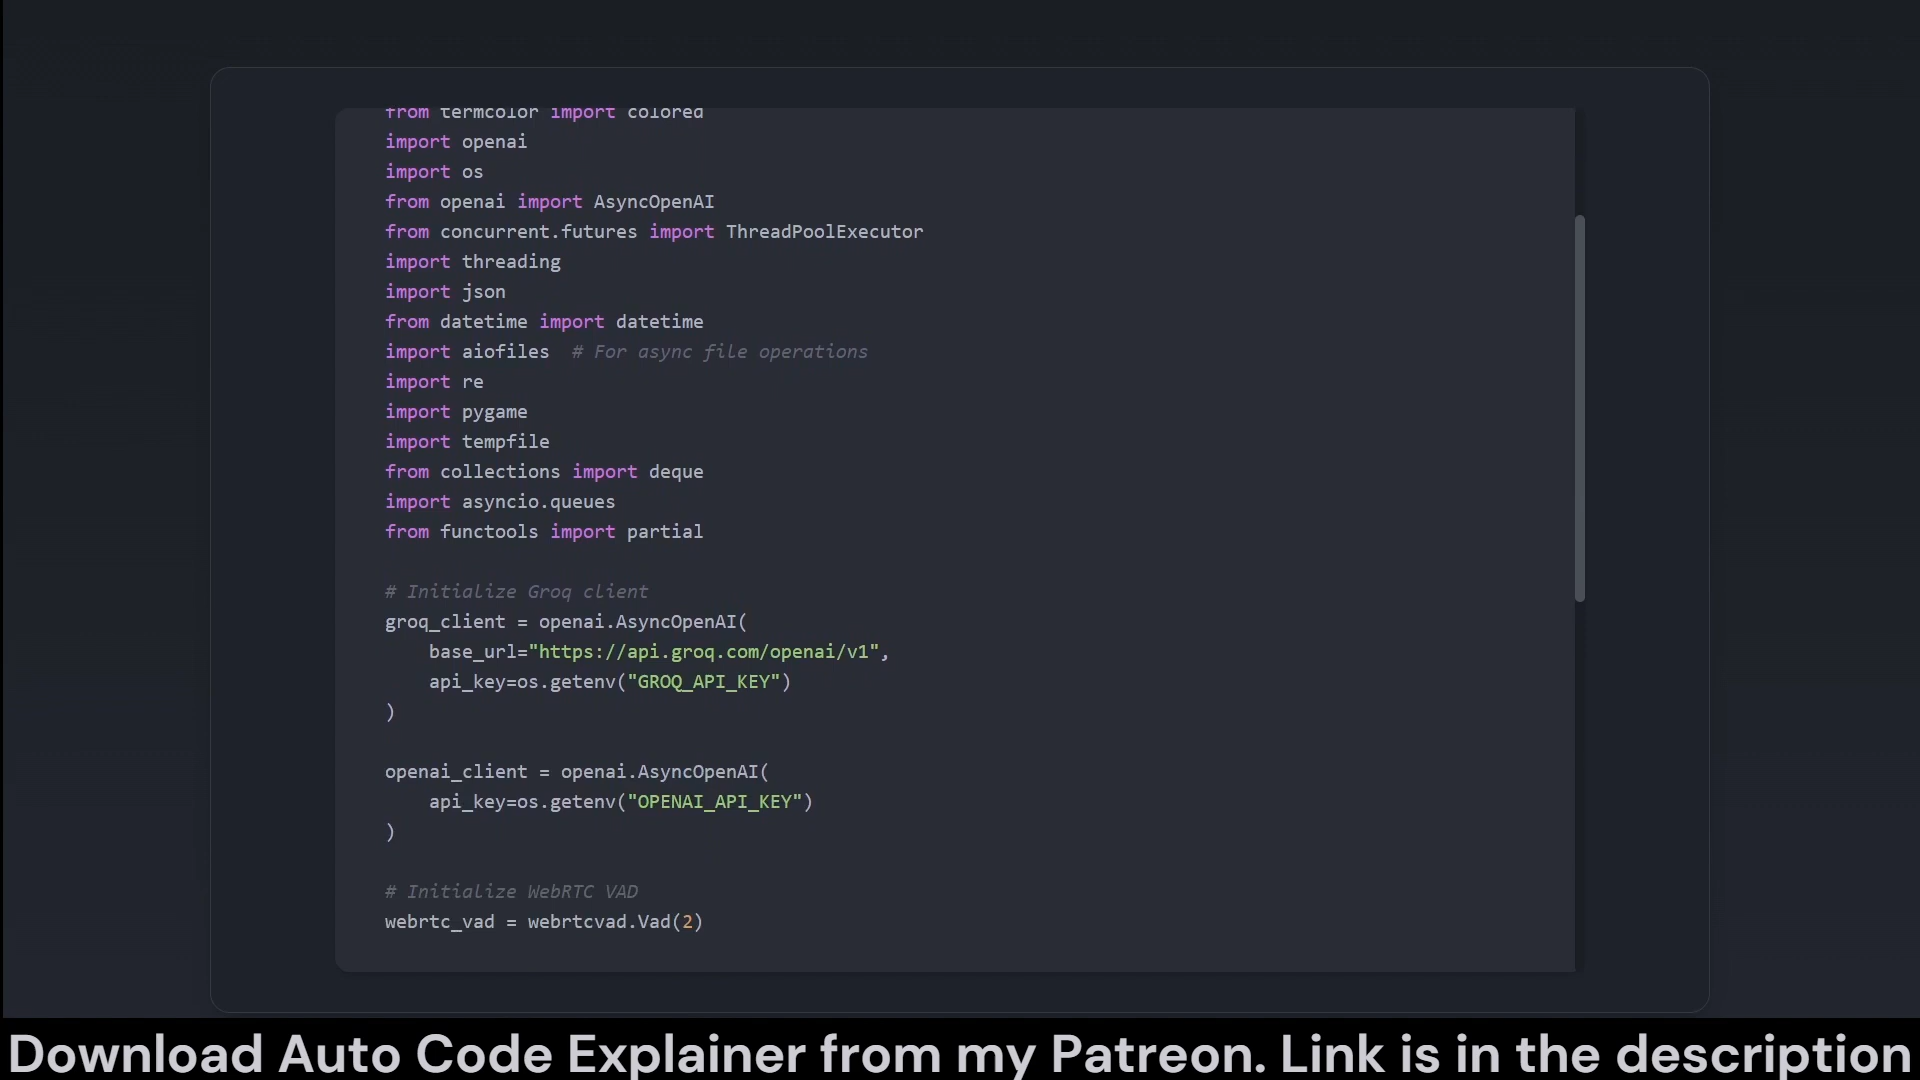 from termcolor import colored
import openai
import os
from openai import AsyncOpenAI
from concurrent.futures import ThreadPoolExecutor
import threading
import json
from datetime import datetime
import aiofiles  # For async file operations
import re
import pygame
import tempfile
from collections import deque
import asyncio.queues
from functools import partial

# Initialize Groq client
groq_client = openai.AsyncOpenAI(
    base_url="https://api.groq.com/openai/v1",
    api_key=os.getenv("GROQ_API_KEY")
)

openai_client = openai.AsyncOpenAI(
    api_key=os.getenv("OPENAI_API_KEY")
)

# Initialize WebRTC VAD
webrtc_vad = webrtcvad.Vad(2)
Download Auto Code Explainer from my Patreon. Link is in the description